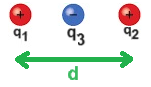 + − +
q1 q3 q2
d